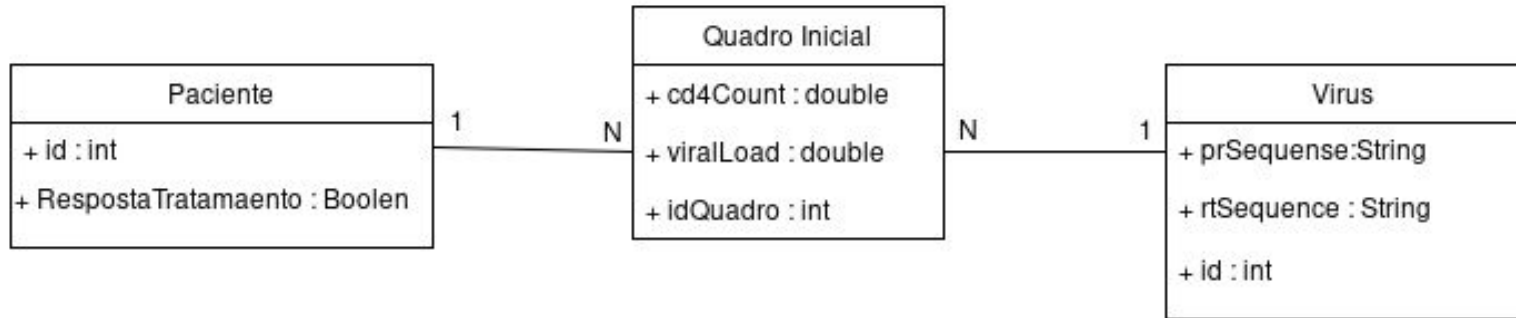 Paciente
+ id : int
+ RespostaTratamaento : Boolen
1
N
Quadro Inicial
+ cd4Count : double
+ viralLoad : double
+ idQuadro : int
N
1
Virus
+ prSequense:String
+ rtSequence : String
+ id : int